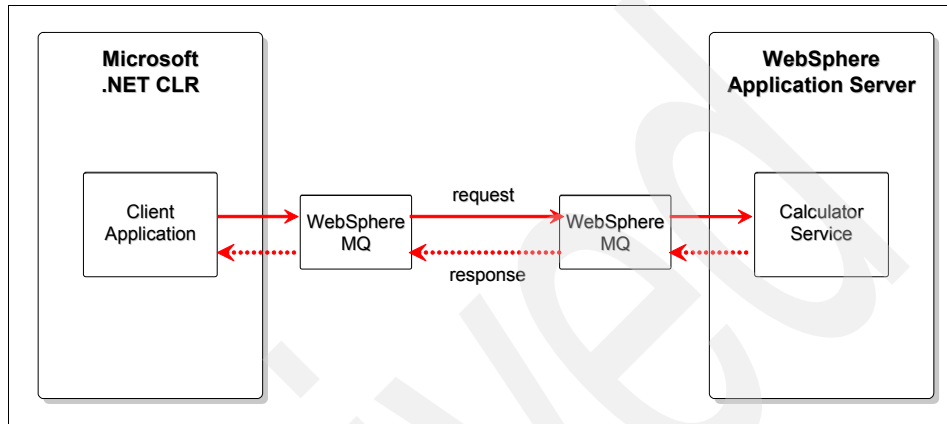 Microsoft
.NET CLR
WebSphere
Application Server
Client
Application
WebSphere
MQ
request
response
WebSphere
MQ
Calculator
Service